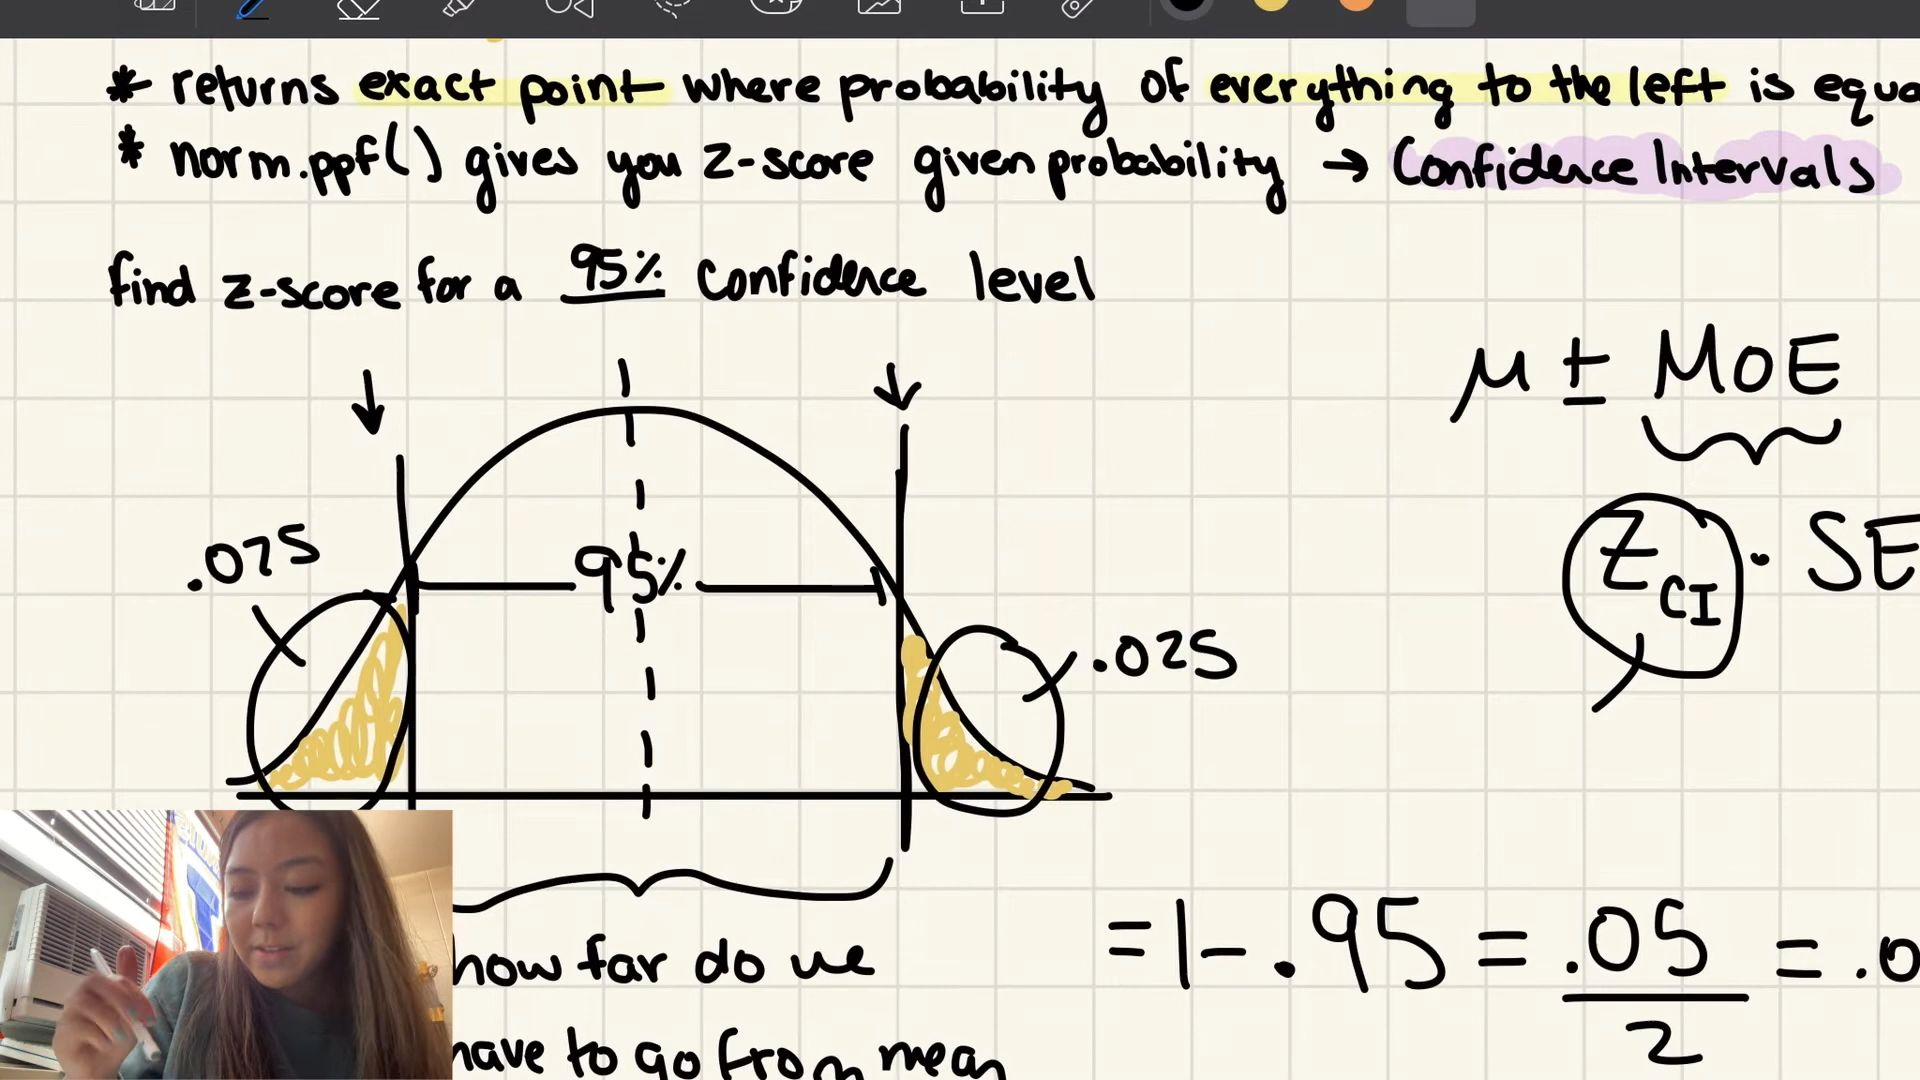 * returns exact point where probability of everything to the left is equa
* norm.ppf() gives you z-score given probability → Confidence Intervals
find z-score for a 95% Confidence level
μ ± MOE
.025
95%
Z CI · SE
.025
= 1 - .95 = .05 / 2 = .0
how far do we
have to go from mean